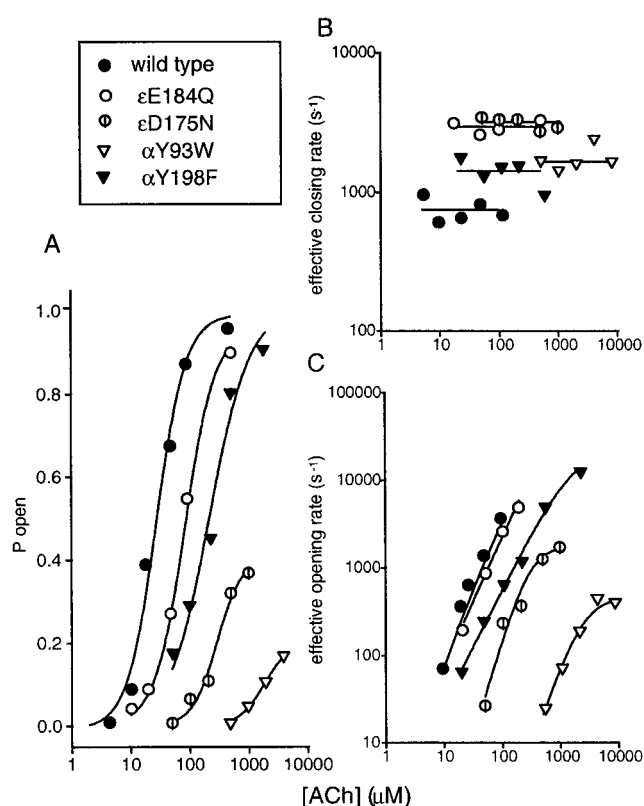 wild type
εE184Q
εD175N
αY93W
αY198F
A
P open
1.0
0.8
0.6
0.4
0.2
0.0
1
10
100
1000
10000
B
effective closing rate (s⁻¹)
10000
1000
100
1
10
100
1000
10000
C
effective opening rate (s⁻¹)
100000
10000
1000
100
10
1
10
100
1000
10000
[ACh] (μM)